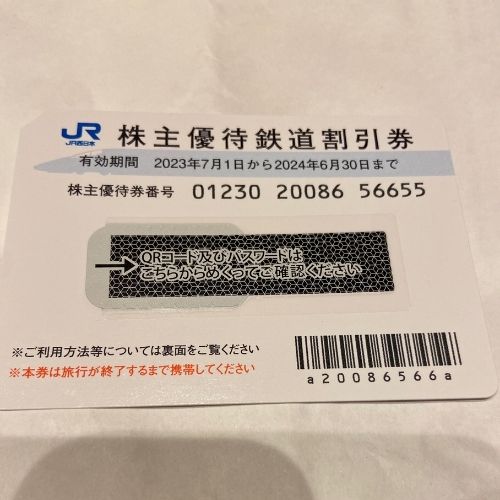 JR
JR西日本
株主優待鉄道割引券
有効期間 2023年7月1日から2024年6月30日まで
株主優待券番号 01230 20086 56655
QRコード及びパスワードは
こちらからめくってご確認ください
※ご利用方法等については裏面をご覧ください
※本券は旅行が終了するまで携帯してください
a20086566a